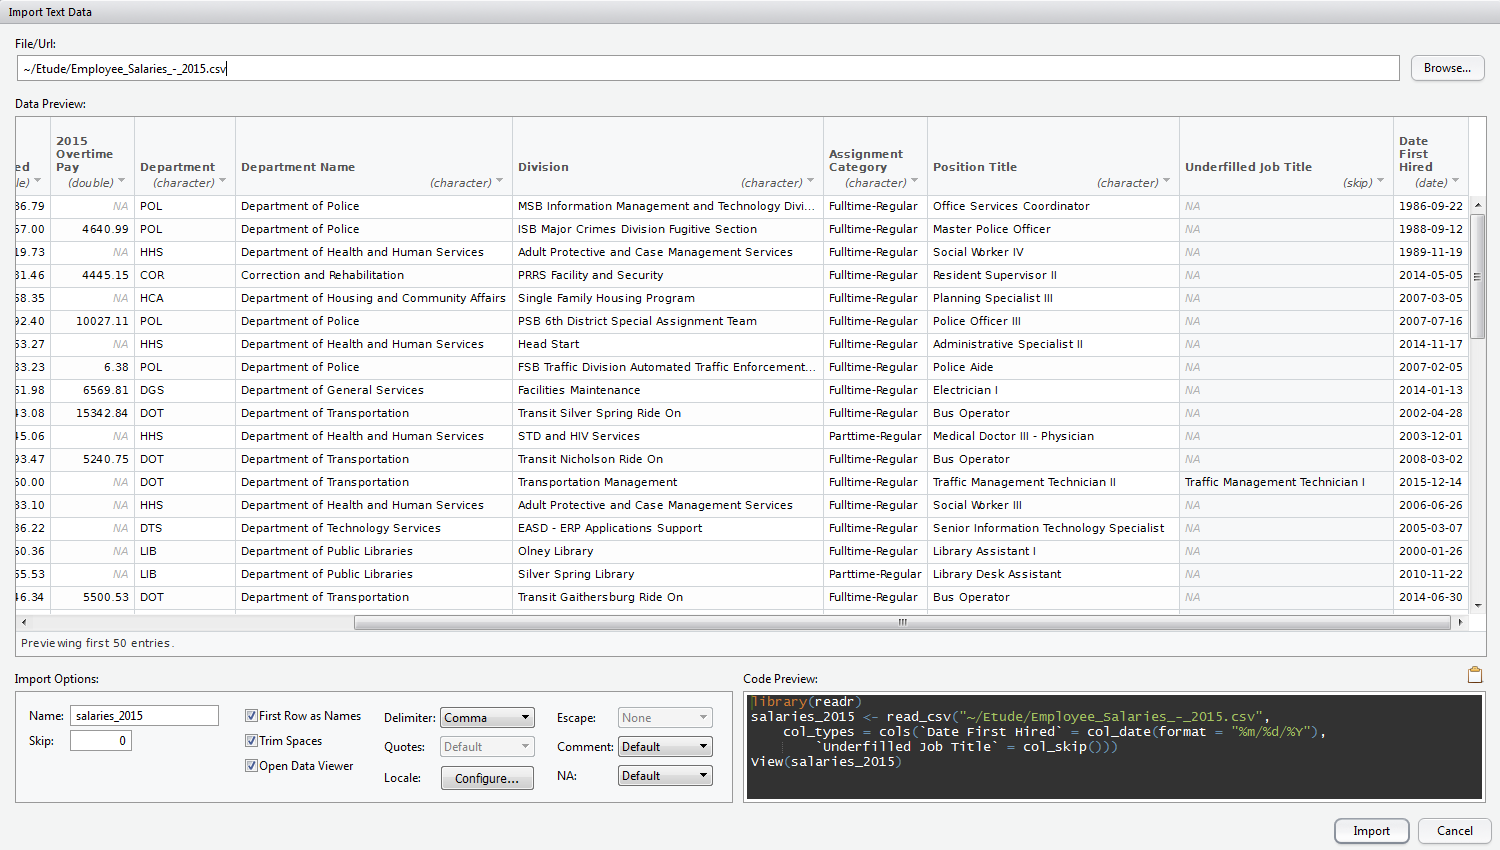 Import Text Data
File/Url:
~/Etude/Employee_Salaries_-_2015.csv
Browse...
Data Preview:
ed (le) 2015 Overtime Pay (double) Department (character) Department Name (character) Division (character) Assignment Category (character) Position Title (character) Underfilled Job Title (skip) Date First Hired (date)
36.79 NA POL Department of Police MSB Information Management and Technology Divi... Fulltime-Regular Office Services Coordinator NA 1986-09-22
57.00 4640.99 POL Department of Police ISB Major Crimes Division Fugitive Section Fulltime-Regular Master Police Officer NA 1988-09-12
19.73 NA HHS Department of Health and Human Services Adult Protective and Case Management Services Fulltime-Regular Social Worker IV NA 1989-11-19
31.46 4445.15 COR Correction and Rehabilitation PRRS Facility and Security Fulltime-Regular Resident Supervisor II NA 2014-05-05
58.35 NA HCA Department of Housing and Community Affairs Single Family Housing Program Fulltime-Regular Planning Specialist III NA 2007-03-05
92.40 10027.11 POL Department of Police PSB 6th District Special Assignment Team Fulltime-Regular Police Officer III NA 2007-07-16
53.27 NA HHS Department of Health and Human Services Head Start Fulltime-Regular Administrative Specialist II NA 2014-11-17
33.23 6.38 POL Department of Police FSB Traffic Division Automated Traffic Enforcement... Fulltime-Regular Police Aide NA 2007-02-05
51.98 6569.81 DGS Department of General Services Facilities Maintenance Fulltime-Regular Electrician I NA 2014-01-13
43.08 15342.84 DOT Department of Transportation Transit Silver Spring Ride On Fulltime-Regular Bus Operator NA 2002-04-28
45.06 NA HHS Department of Health and Human Services STD and HIV Services Parttime-Regular Medical Doctor III - Physician NA 2003-12-01
93.47 5240.75 DOT Department of Transportation Transit Nicholson Ride On Fulltime-Regular Bus Operator NA 2008-03-02
50.00 NA DOT Department of Transportation Transportation Management Fulltime-Regular Traffic Management Technician II Traffic Management Technician I 2015-12-14
33.10 NA HHS Department of Health and Human Services Adult Protective and Case Management Services Fulltime-Regular Social Worker III NA 2006-06-26
36.22 NA DTS Department of Technology Services EASD - ERP Applications Support Fulltime-Regular Senior Information Technology Specialist NA 2005-03-07
50.36 NA LIB Department of Public Libraries Olney Library Fulltime-Regular Library Assistant I NA 2000-01-26
55.53 NA LIB Department of Public Libraries Silver Spring Library Parttime-Regular Library Desk Assistant NA 2010-11-22
46.34 5500.53 DOT Department of Transportation Transit Gaithersburg Ride On Fulltime-Regular Bus Operator NA 2014-06-30
Previewing first 50 entries.
Import Options:
Name: salaries_2015
Skip: 0
First Row as Names
Trim Spaces
Open Data Viewer
Delimiter: Comma
Quotes: Default
Locale: Configure...
Escape: None
Comment: Default
NA: Default
Code Preview:
library(readr)
salaries_2015 <- read_csv("~/Etude/Employee_Salaries_-_2015.csv",
col_types = cols(`Date First Hired` = col_date(format = "%m/%d/%Y"),
`Underfilled Job Title` = col_skip()))
View(salaries_2015)
Import
Cancel